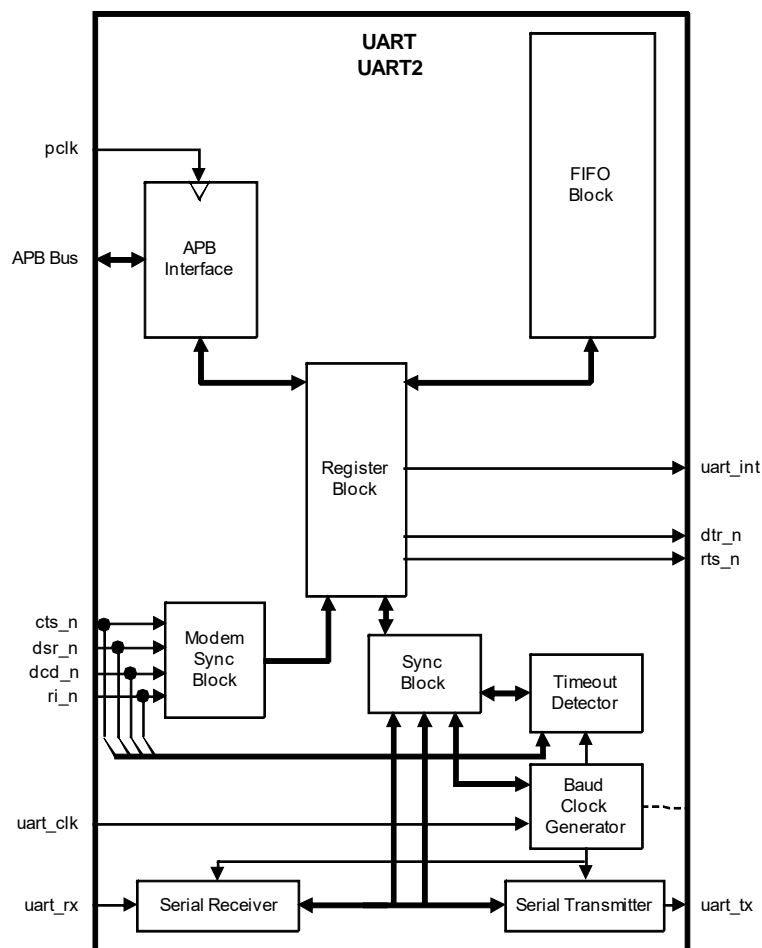 UART
UART2
pclk
FIFO
Block
APB Bus
APB
Interface
Register
Block
uart_int
dtr_n
rts_n
cts_n
dsr_n
dcd_n
ri_n
Modem
Sync
Block
Sync
Block
Timeout
Detector
uart_clk
Baud
Clock
Generator
uart_rx
Serial Receiver
Serial Transmitter
uart_tx